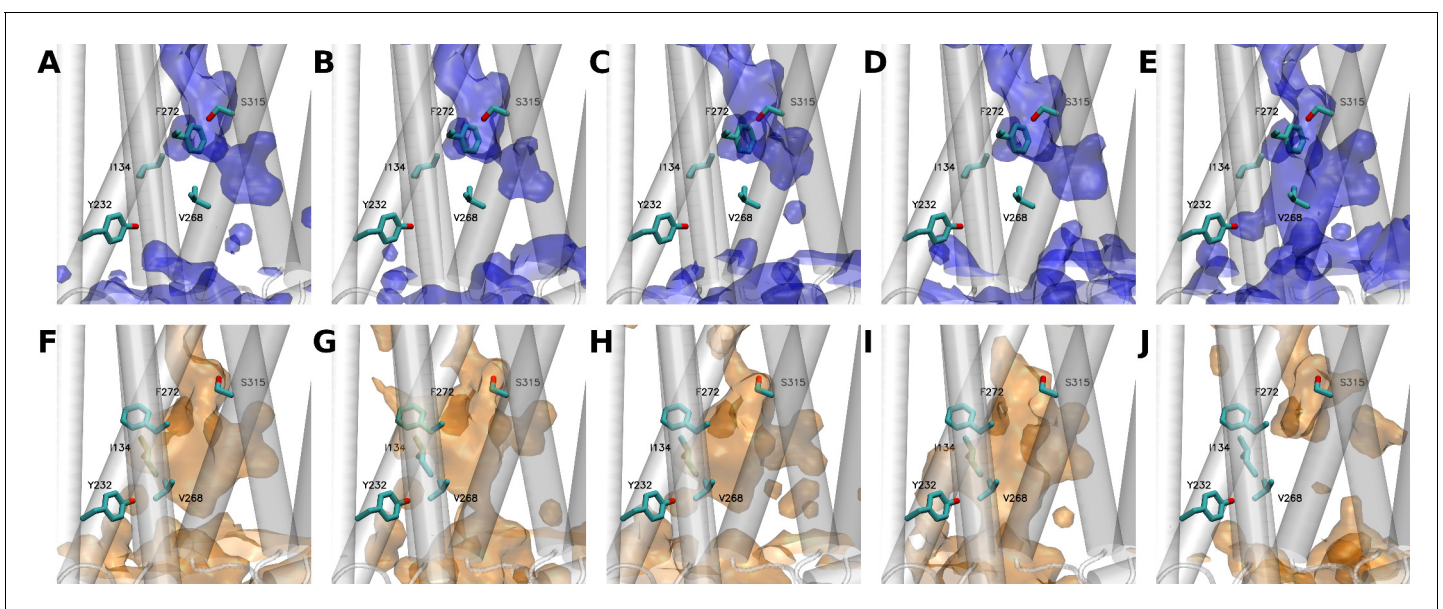 A B C D E
F272 S315 F272 S315 F272 S315 F272 S315 F272 S315
I134 I134 I134 I134 I134
Y232 V268 Y232 V268 Y232 V268 Y232 V268 Y232 V268
F G H I J
F272 S315 F272 S315 F272 S315 F272 S315 F272 S315
I134 I134 I134 I134 I134
Y232 V268 Y232 V268 Y232 V268 Y232 V268 Y232 V268